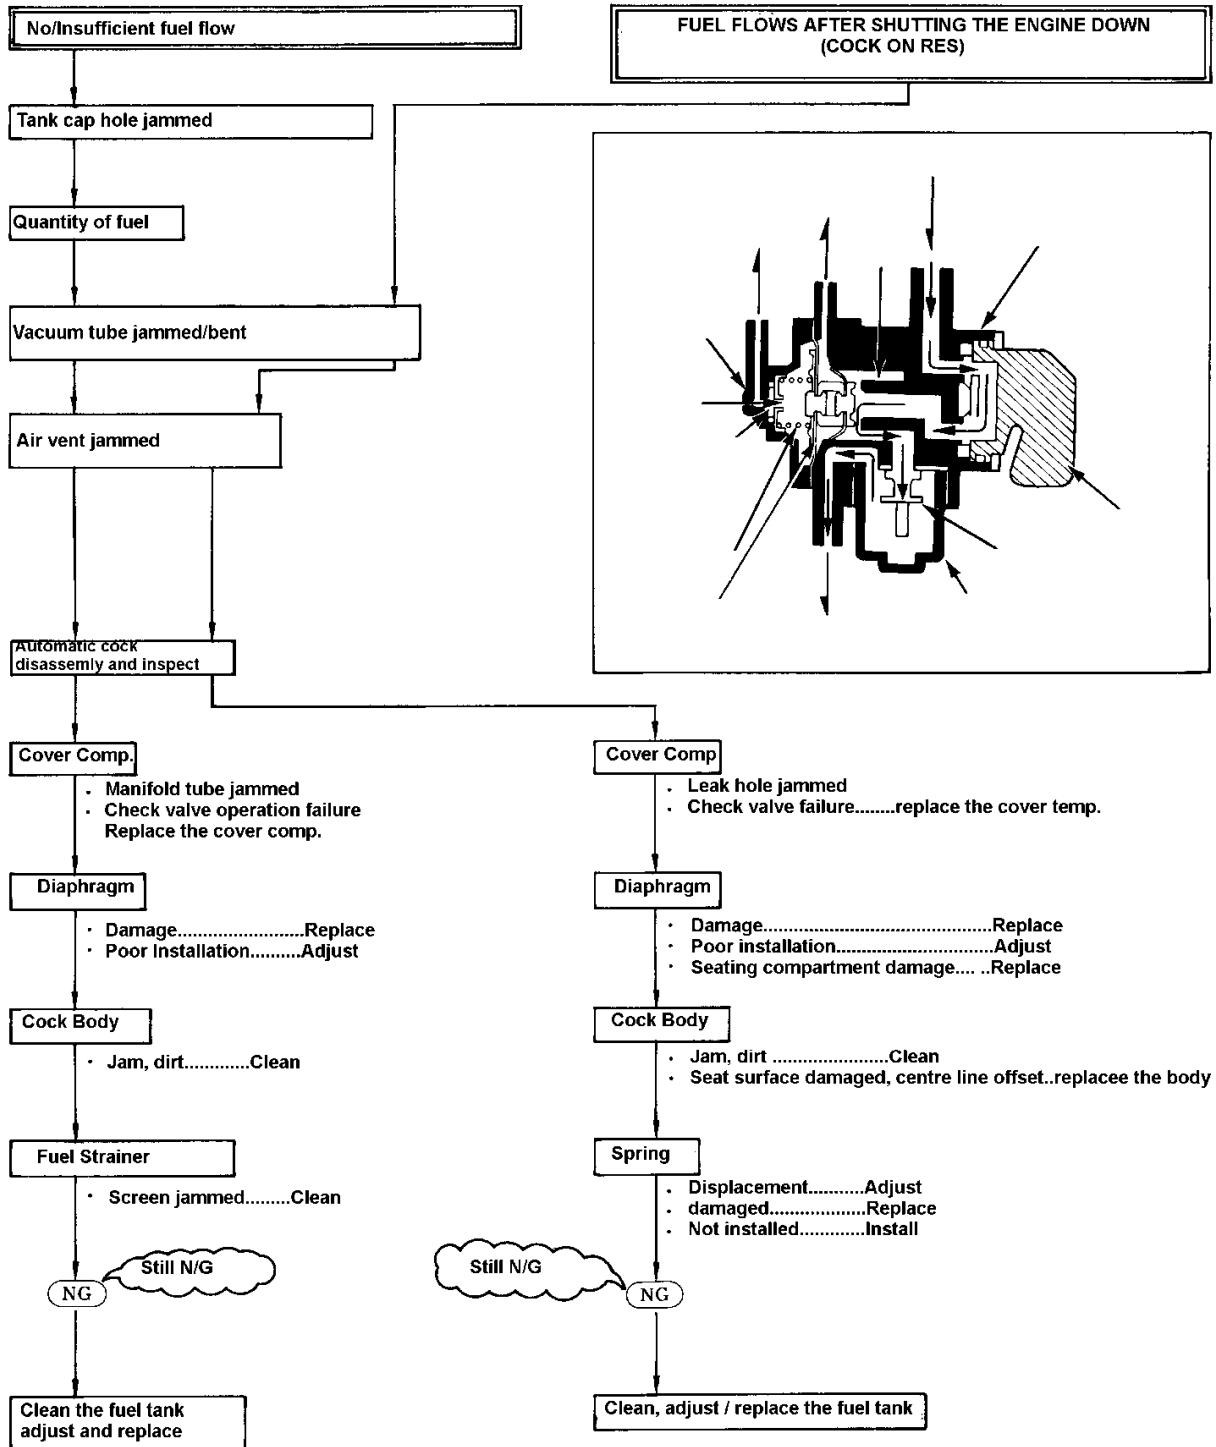 No/Insufficient fuel flow
FUEL FLOWS AFTER SHUTTING THE ENGINE DOWN
(COCK ON RES)
Tank cap hole jammed
Quantity of fuel
Vacuum tube jammed/bent
Air vent jammed
Automatic cock
disassemly and inspect
Cover Comp.
• Manifold tube jammed
• Check valve operation failure
Replace the cover comp.
Diaphragm
• Damage........................Replace
• Poor Installation..........Adjust
Cock Body
• Jam, dirt.............Clean
Fuel Strainer
• Screen jammed.........Clean
Still N/G
NG
Clean the fuel tank
adjust and replace
Cover Comp
• Leak hole jammed
• Check valve failure........replace the cover temp.
Diaphragm
• Damage.............................................Replace
• Poor installation...............................Adjust
• Seating compartment damage.... ..Replace
Cock Body
• Jam, dirt .......................Clean
• Seat surface damaged, centre line offset..replacee the body
Spring
• Displacement...........Adjust
• damaged...................Replace
• Not installed.............Install
Still N/G
NG
Clean, adjust / replace the fuel tank